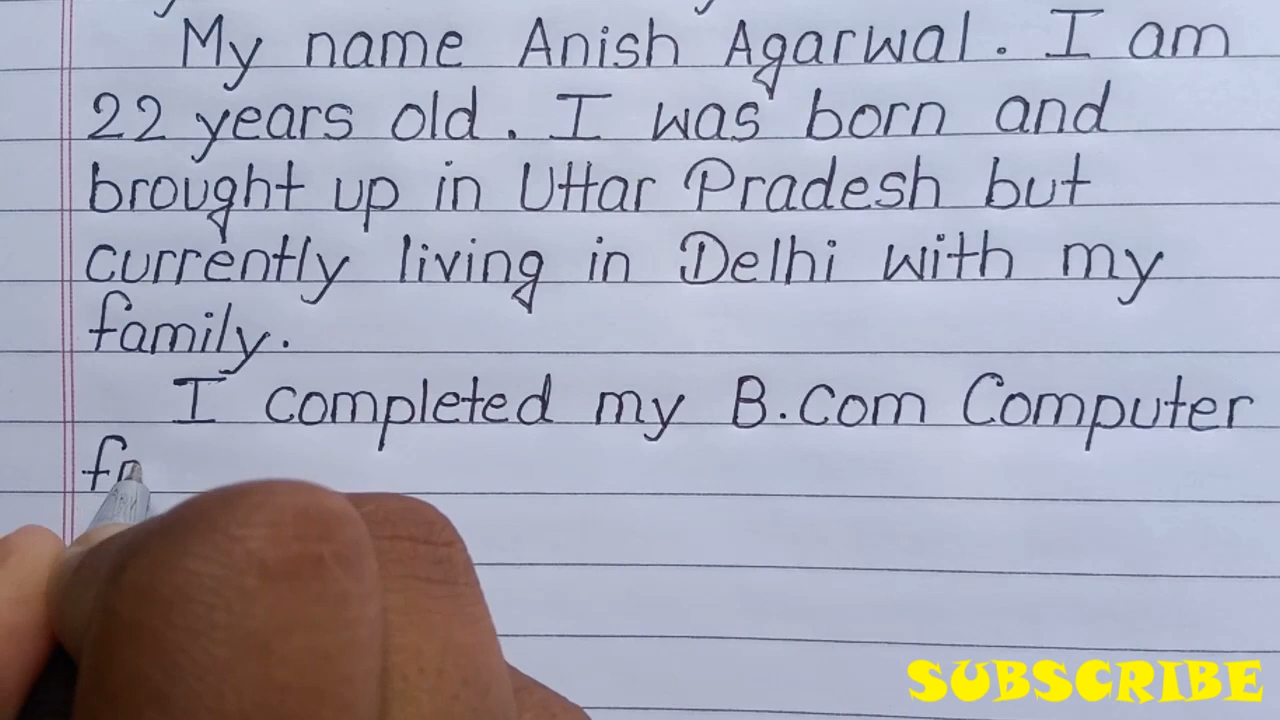 My name Anish Agarwal. I am
22 years old. I was born and
brought up in Uttar Pradesh but
currently living in Delhi with my
family.
I completed my B.Com Computer
SUBSCRIBE